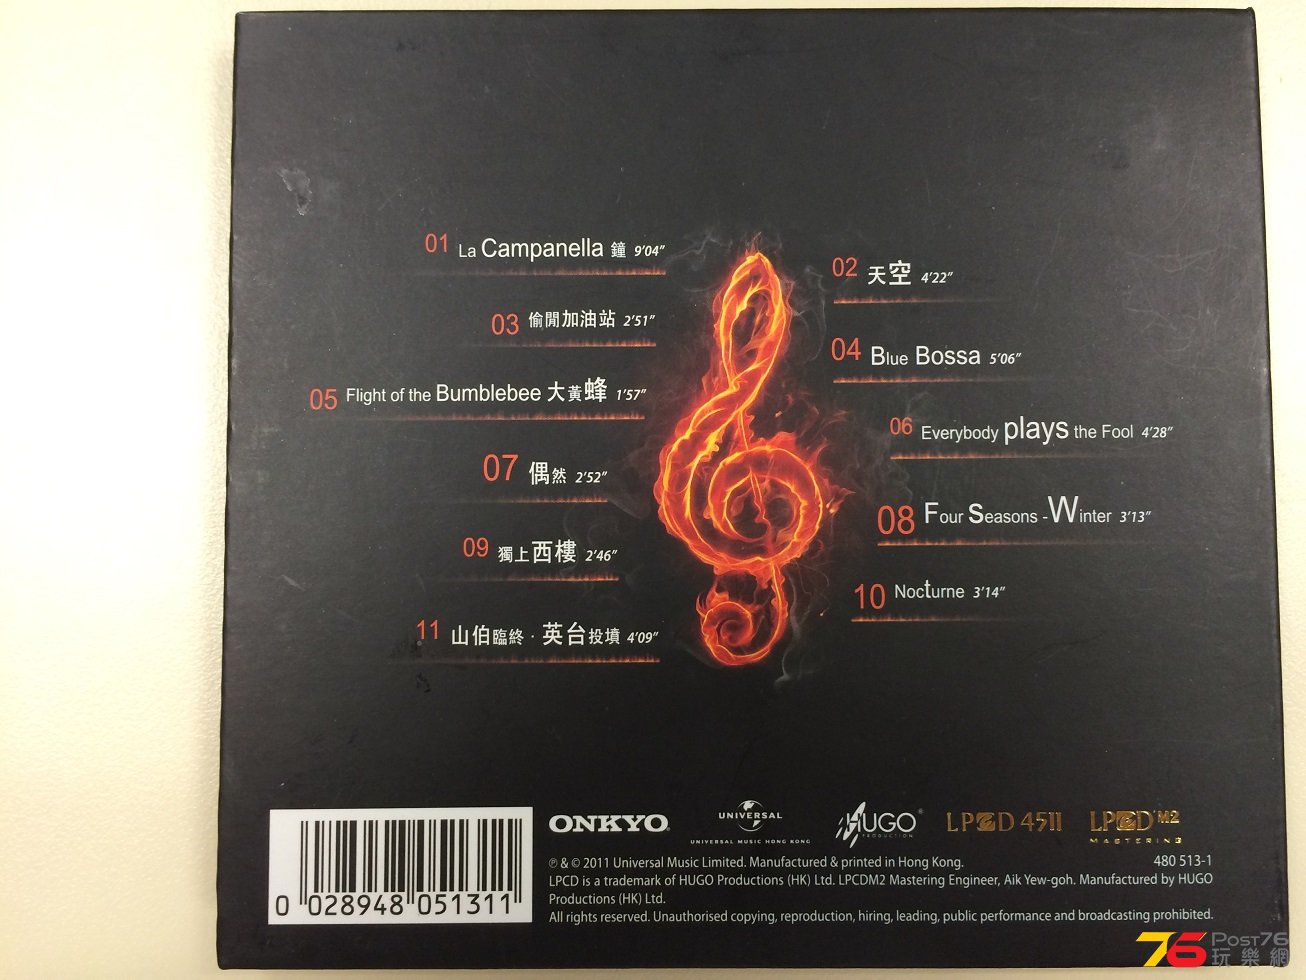 01 La Campanella 鐘 9'04"
02 天空 4'22"
03 偷閒加油站 2'51"
04 Blue Bossa 5'06"
05 Flight of the Bumblebee 大黃蜂 1'57"
06 Everybody plays the Fool 4'28"
07 偶然 2'52"
08 Four Seasons - Winter 3'13"
09 獨上西樓 2'46"
10 Nocturne 3'14"
11 山伯臨終 · 英台投墳 4'09"
ONKYO
UNIVERSAL
UNIVERSAL MUSIC HONG KONG
HUGO®
PRODUCTION
LPCD 4511
LPCD'M2
MASTERING
℗ & © 2011 Universal Music Limited. Manufactured & printed in Hong Kong. 480 513-1
LPCD is a trademark of HUGO Productions (HK) Ltd. LPCDM2 Mastering Engineer, Aik Yew-goh. Manufactured by HUGO
Productions (HK) Ltd.
All rights reserved. Unauthorised copying, reproduction, hiring, leading, public performance and broadcasting prohibited.
0 028948 051311
76 POST76
玩樂網